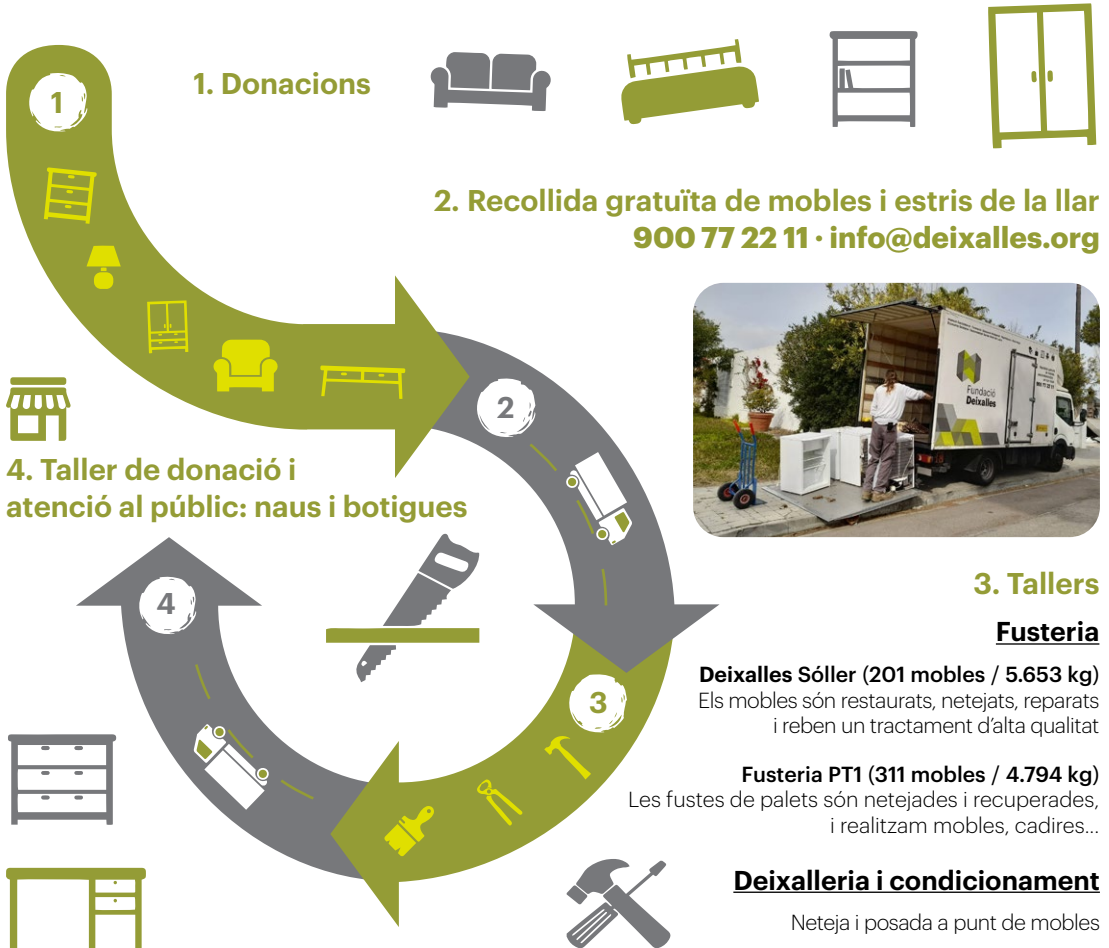 1
1. Donacions
2. Recollida gratuïta de mobles i estris de la llar
900 77 22 11 · info@deixalles.org
Fundació
Deixalles
2
4. Taller de donació i
atenció al públic: naus i botigues
4
3. Tallers
Fusteria
Deixalles Sóller (201 mobles / 5.653 kg)
Els mobles són restaurats, netejats, reparats
i reben un tractament d’alta qualitat
3
Fusteria PT1 (311 mobles / 4.794 kg)
Les fustes de palets són netejades i recuperades,
i realitzam mobles, cadires...
Deixalleria i condicionament
Neteja i posada a punt de mobles